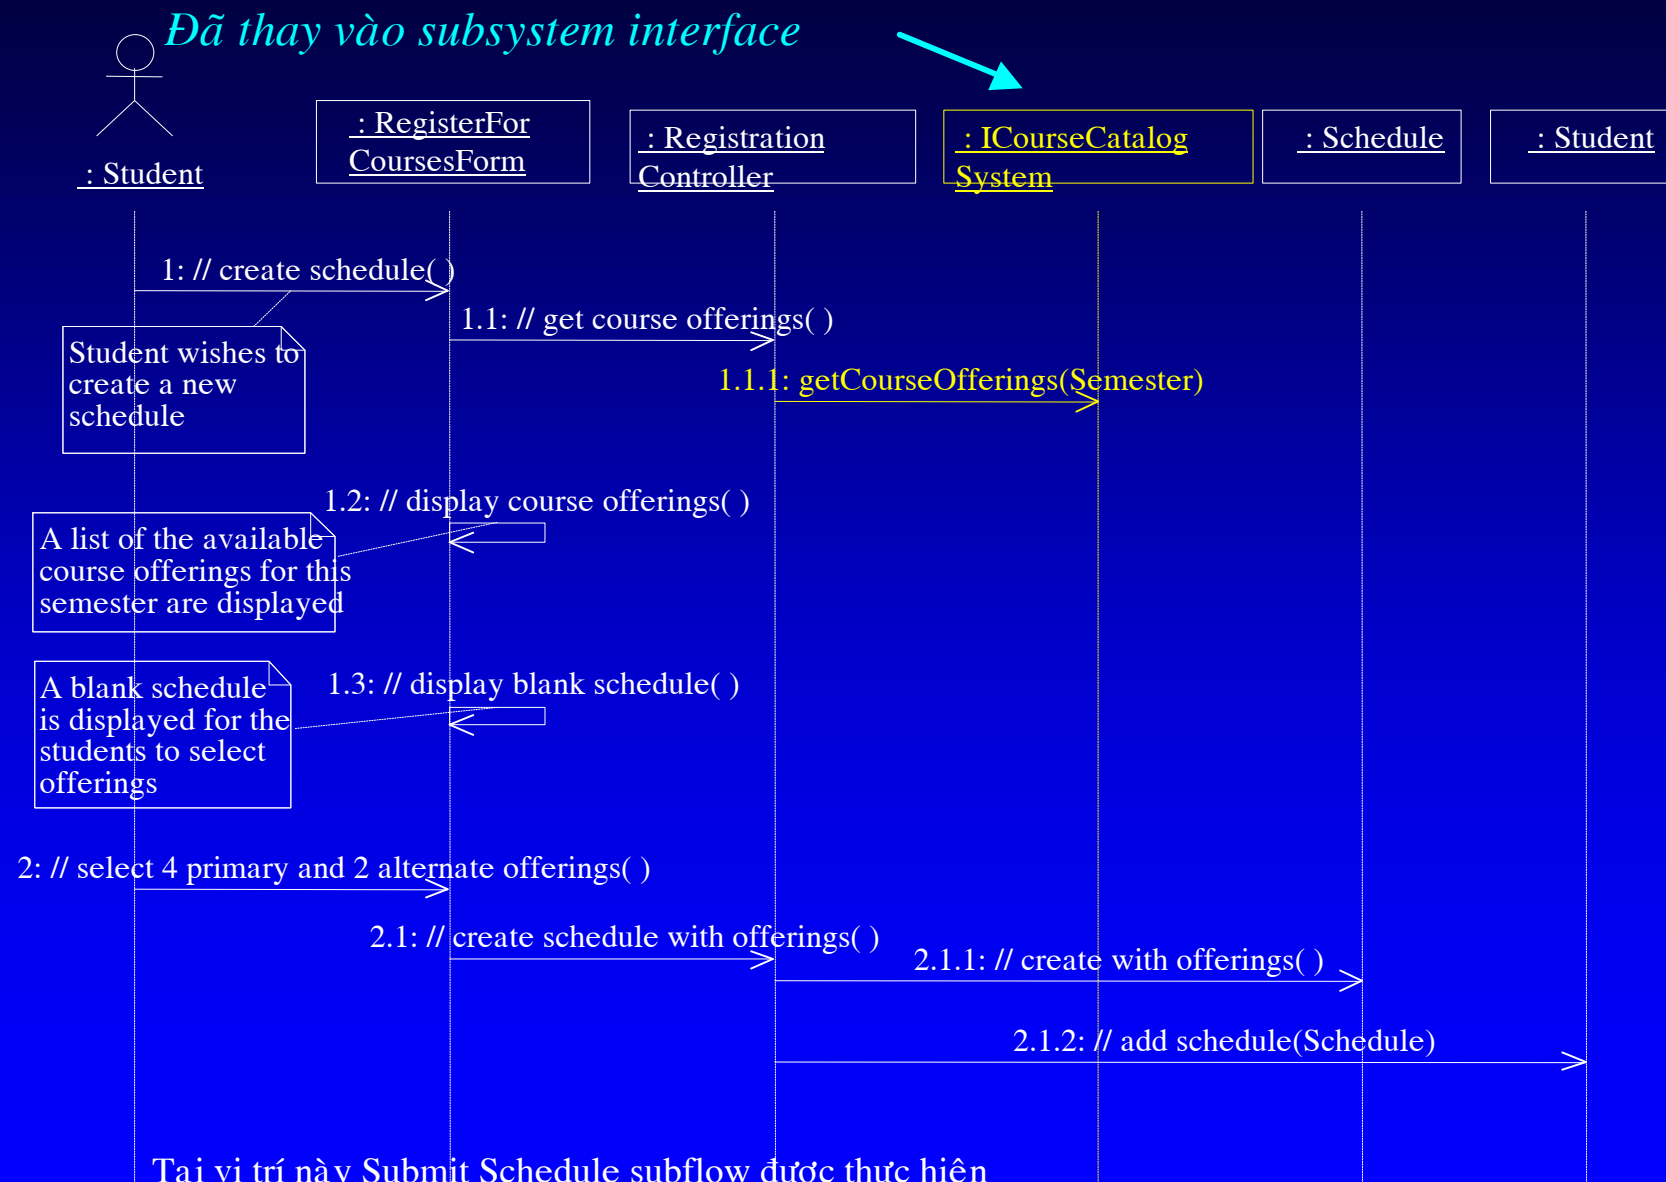 Đã thay vào subsystem interface
: Student
: RegisterFor
CoursesForm
: Registration
Controller
: ICourseCatalog
System
: Schedule
: Student
1: // create schedule( )
1.1: // get course offerings( )
Student wishes to
create a new
schedule
1.1.1: getCourseOfferings(Semester)
1.2: // display course offerings( )
A list of the available
course offerings for this
semester are displayed
1.3: // display blank schedule( )
A blank schedule
is displayed for the
students to select
offerings
2: // select 4 primary and 2 alternate offerings( )
2.1: // create schedule with offerings( )
2.1.1: // create with offerings( )
2.1.2: // add schedule(Schedule)
Tại vị trí này Submit Schedule subflow được thực hiện